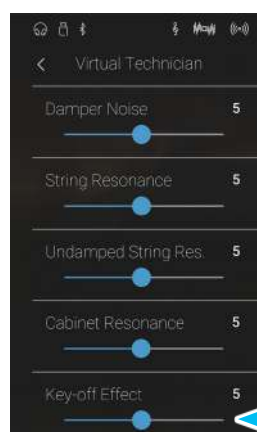 Virtual Technician
Damper Noise 5
String Resonance 5
Undamped String Res. 5
Cabinet Resonance 5
Key-off Effect 5